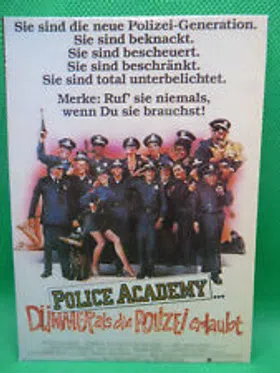 Sie sind die neue Polizei-Generation.
Sie sind beknackt.
Sie sind bescheuert.
Sie sind beschränkt.
Sie sind total unterbelichtet.
Merke: Ruf' sie niemals,
wenn Du sie brauchst!
POLICE ACADEMY...
DÜMMER als die POLIZEI erlaubt